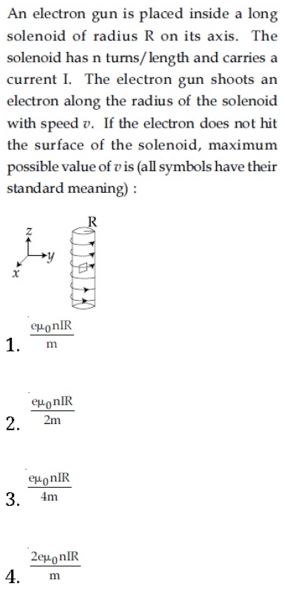 An electron gun is placed inside a long
solenoid of radius R on its axis. The
solenoid has n turns/length and carries a
current I. The electron gun shoots an
electron along the radius of the solenoid
with speed v. If the electron does not hit
the surface of the solenoid, maximum
possible value of v is (all symbols have their
standard meaning) :
R
z
y
x
1. eμ₀nIR / m
2. eμ₀nIR / 2m
3. eμ₀nIR / 4m
4. 2eμ₀nIR / m